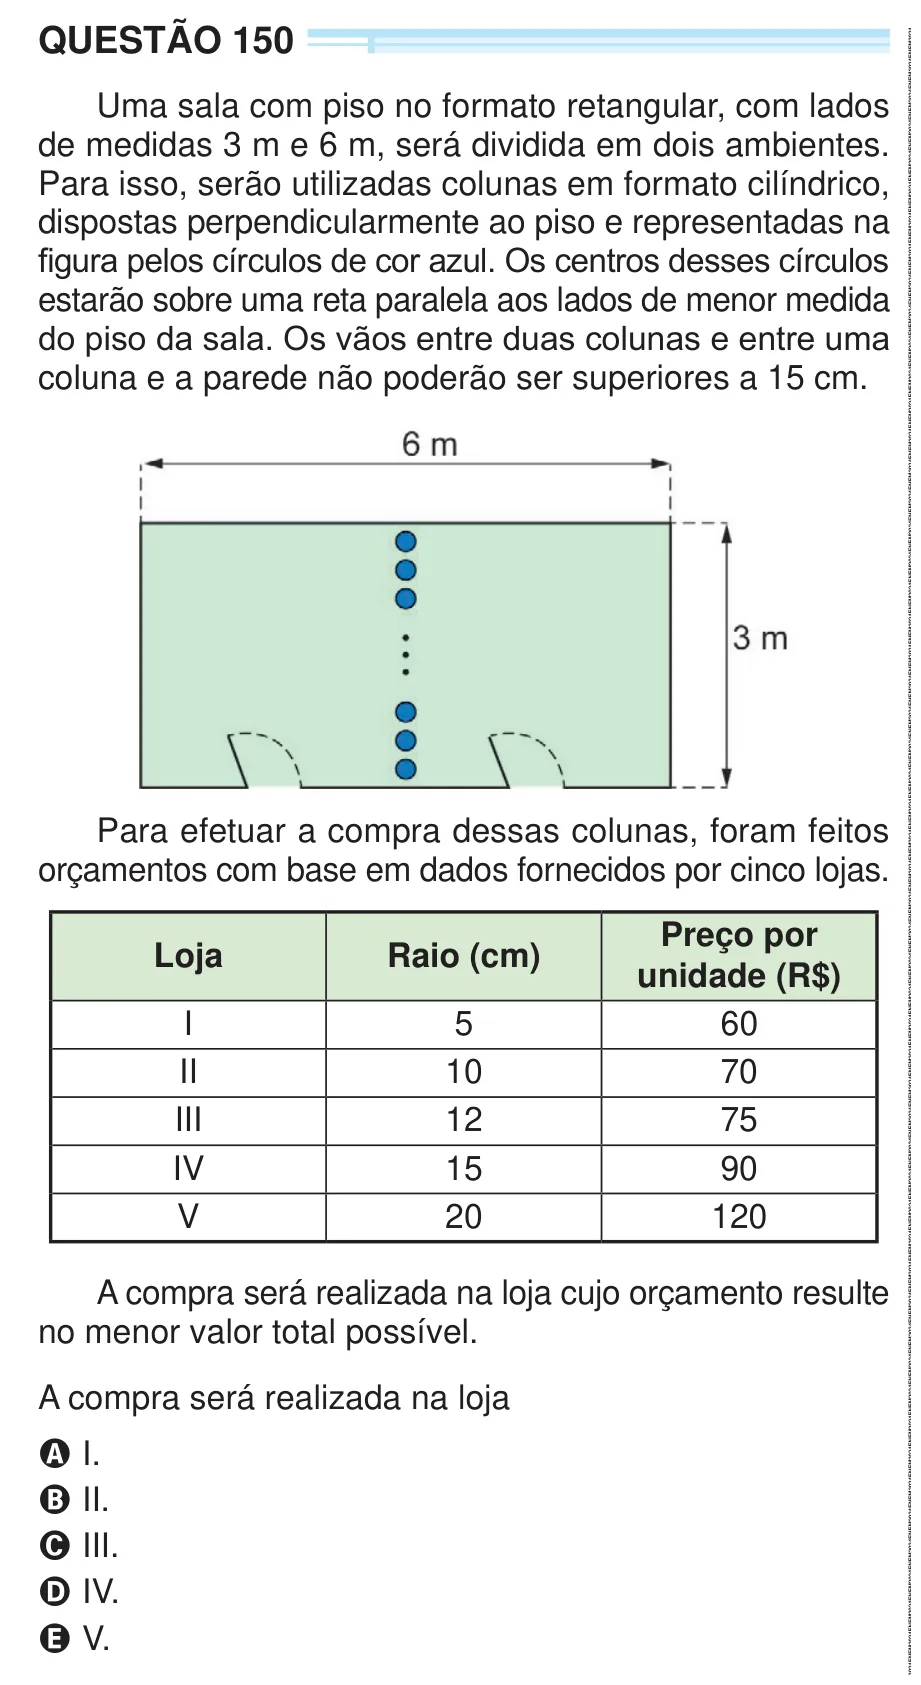 QUESTÃO 150
Uma sala com piso no formato retangular, com lados
de medidas 3 m e 6 m, será dividida em dois ambientes.
Para isso, serão utilizadas colunas em formato cilíndrico,
dispostas perpendicularmente ao piso e representadas na
figura pelos círculos de cor azul. Os centros desses círculos
estarão sobre uma reta paralela aos lados de menor medida
do piso da sala. Os vãos entre duas colunas e entre uma
coluna e a parede não poderão ser superiores a 15 cm.
6 m
3 m
Para efetuar a compra dessas colunas, foram feitos
orçamentos com base em dados fornecidos por cinco lojas.
Loja Raio (cm) Preço por
unidade (R$)
I 5 60
II 10 70
III 12 75
IV 15 90
V 20 120
A compra será realizada na loja cujo orçamento resulte
no menor valor total possível.
A compra será realizada na loja
A I.
B II.
C III.
D IV.
E V.